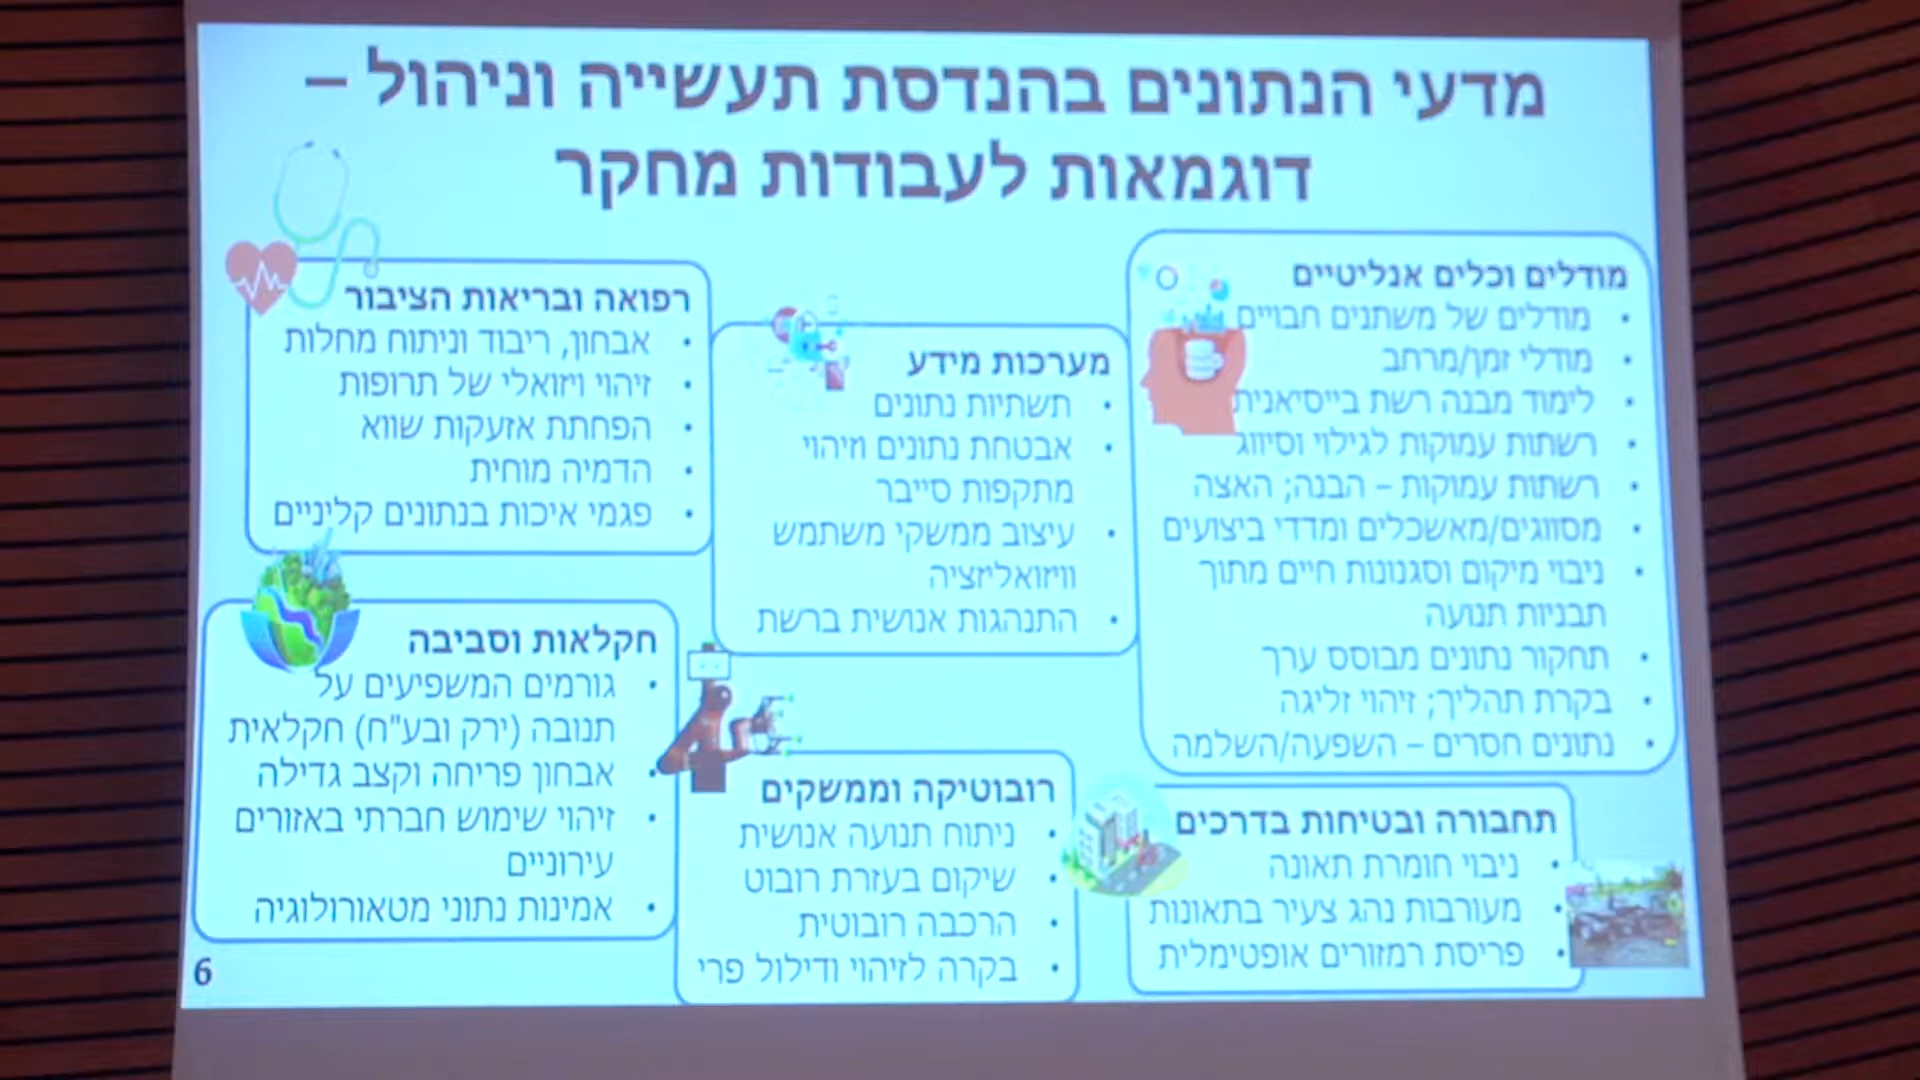 מדעי הנתונים בהנדסת תעשייה וניהול –
דוגמאות לעבודות מחקר
מודלים וכלים אנליטיים
• מודלים של משתנים חבויים
• מודלי זמן/מרחב
• לימוד מבנה רשת בייסיאנית
• רשתות עמוקות לגילוי וסיווג
• רשתות עמוקות – הבנה; האצה
• מסווגים/מאשכלים ומדדי ביצועים
• ניבוי מיקום וסגנונות חיים מתוך
תבניות תנועה
• תחקור נתונים מבוסס ערך
• בקרת תהליך; זיהוי זליגה
• נתונים חסרים – השפעה/השלמה
מערכות מידע
• תשתיות נתונים
• אבטחת נתונים וזיהוי
מתקפות סייבר
• עיצוב ממשקי משתמש
וויזואליזציה
• התנהגות אנושית ברשת
רפואה ובריאות הציבור
• אבחון, ריבוד וניתוח מחלות
• זיהוי ויזואלי של תרופות
• הפחתת אזעקות שווא
• הדמיה מוחית
• פגמי איכות בנתונים קליניים
תחבורה ובטיחות בדרכים
• ניבוי חומרת תאונה
• מעורבות נהג צעיר בתאונות
• פריסת רמזורים אופטימלית
רובוטיקה וממשקים
• ניתוח תנועה אנושית
• שיקום בעזרת רובוט
• הרכבה רובוטית
• בקרה לזיהוי ודילול פרי
חקלאות וסביבה
• גורמים המשפיעים על
תנובה (ירק ובע"ח) חקלאית
• אבחון פריחה וקצב גדילה
• זיהוי שימוש חברתי באזורים
עירוניים
• אמינות נתוני מטאורולוגיה
6